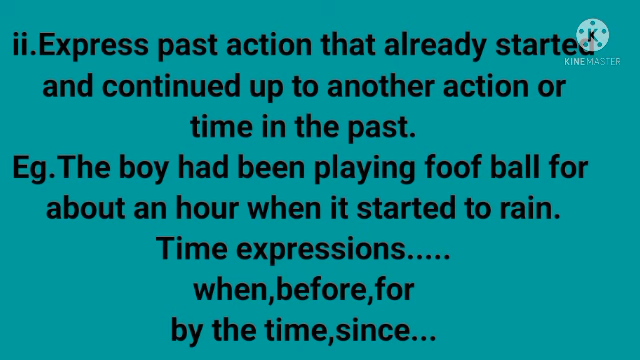 ii.Express past action that already started
and continued up to another action or
time in the past.
Eg.The boy had been playing foof ball for
about an hour when it started to rain.
Time expressions.....
when,before,for
by the time,since...
K
KINEMASTER